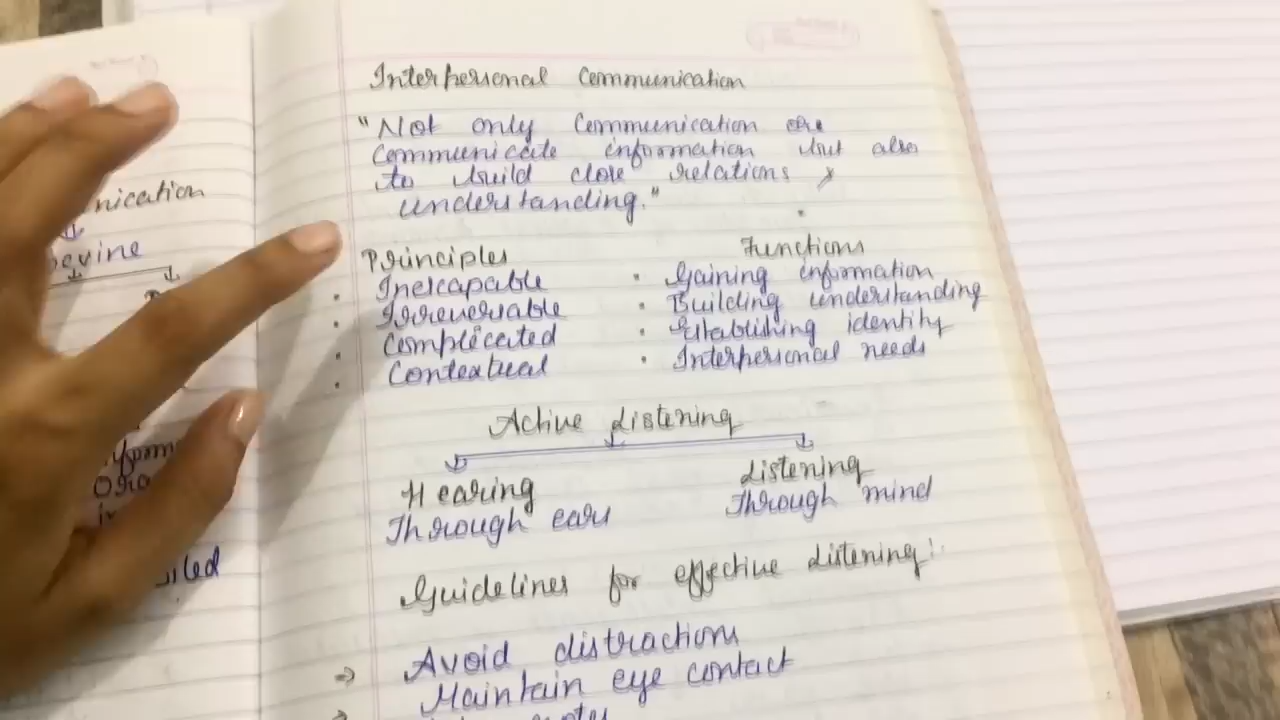 nication
Interpersonal Communication
"Not only Communication are
Communicate information but also
to build close relations &
understanding."
Principles
• Inescapable
• Irreversable
• Complicated
• Contextual
Functions
• Gaining information
• Building understanding
• Establishing identity
• Interpersonal needs
Active Listening
Hearing
Through ears
Listening
Through mind
Guidelines for effective Listening:
⇒ Avoid distractions
⇒ Maintain eye contact